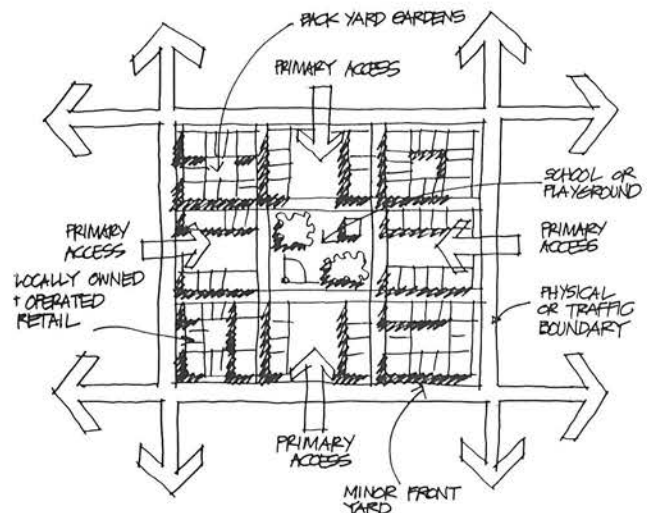 BACK YARD GARDENS
PRIMARY ACCESS
SCHOOL OR
PLAYGROUND
PRIMARY
ACCESS
PRIMARY
ACCESS
LOCALLY OWNED
+ OPERATED
RETAIL
PHYSICAL
OR TRAFFIC
BOUNDARY
PRIMARY
ACCESS
MINOR FRONT
YARD